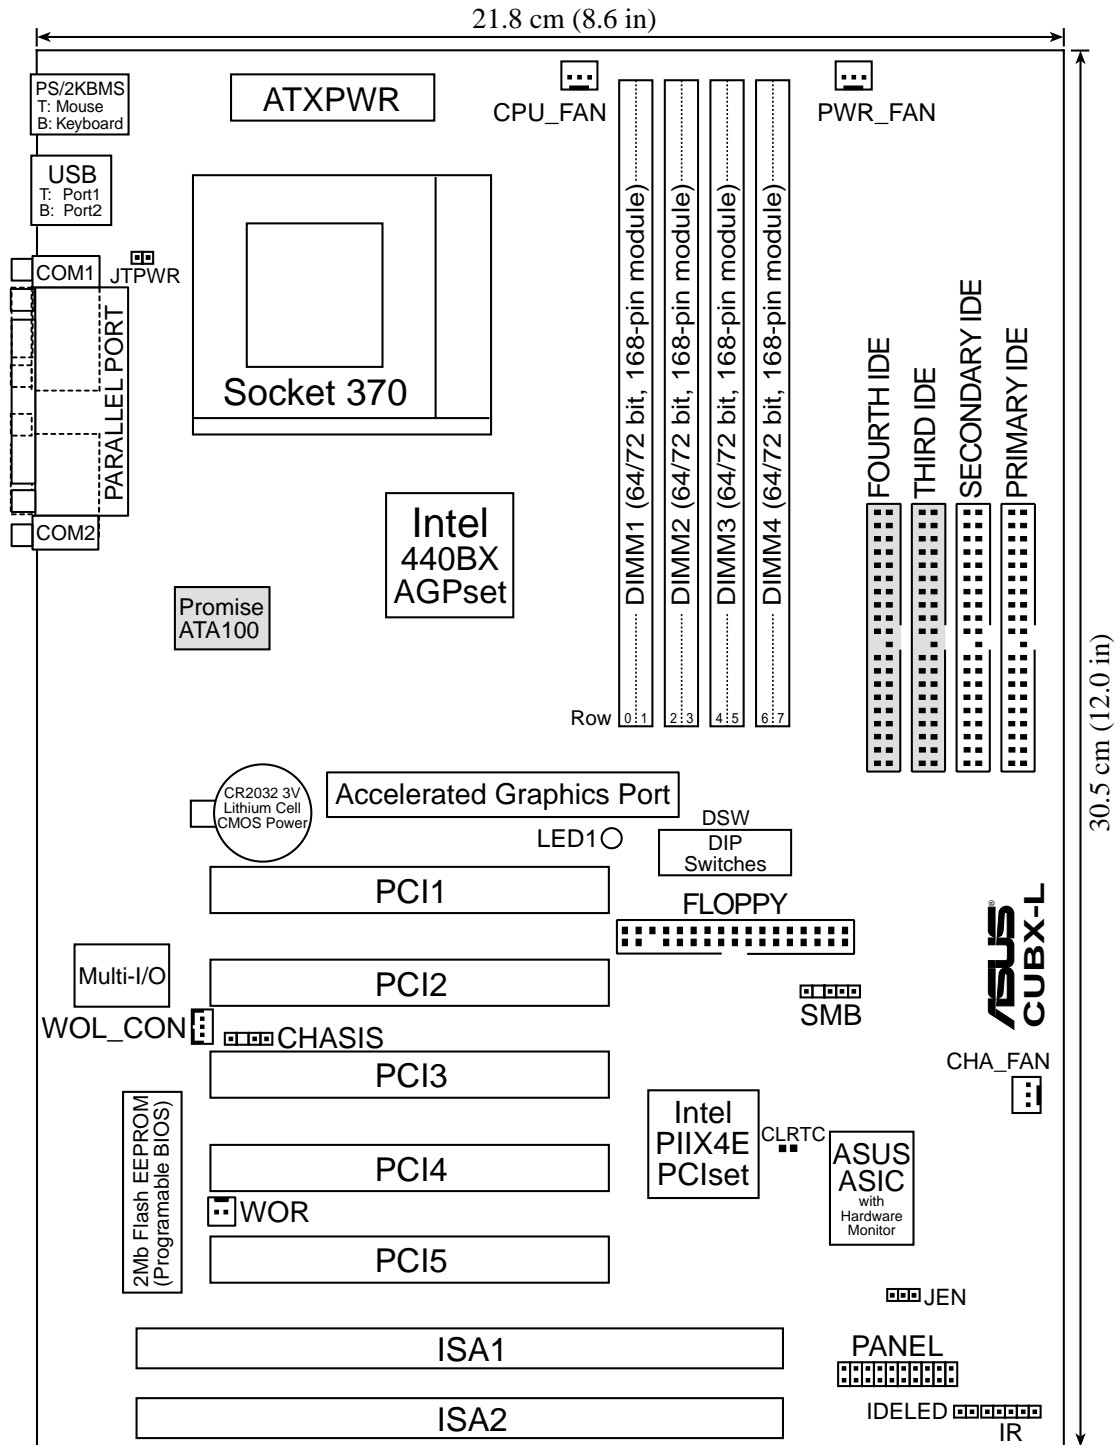 21.8 cm (8.6 in)
PS/2KBMS
T: Mouse
B: Keyboard
ATXPWR
CPU_FAN
PWR_FAN
USB
T: Port1
B: Port2
COM1
JTPWR
PARALLEL PORT
COM2
Socket 370
DIMM1 (64/72 bit, 168-pin module)
DIMM2 (64/72 bit, 168-pin module)
DIMM3 (64/72 bit, 168-pin module)
DIMM4 (64/72 bit, 168-pin module)
FOURTH IDE
THIRD IDE
SECONDARY IDE
PRIMARY IDE
Intel
440BX
AGPset
Promise
ATA100
Row 0 1 2 3 4 5 6 7
30.5 cm (12.0 in)
CR2032 3V
Lithium Cell
CMOS Power
Accelerated Graphics Port
LED1
DSW
DIP
Switches
PCI1
FLOPPY
ASUS®
CUBX-L
Multi-I/O
PCI2
SMB
WOL_CON
CHASIS
PCI3
CHA_FAN
2Mb Flash EEPROM
(Programable BIOS)
Intel
PIIX4E
PCIset
CLRTC
ASUS
ASIC
with
Hardware
Monitor
PCI4
WOR
PCI5
JEN
ISA1
PANEL
ISA2
IDELED
IR